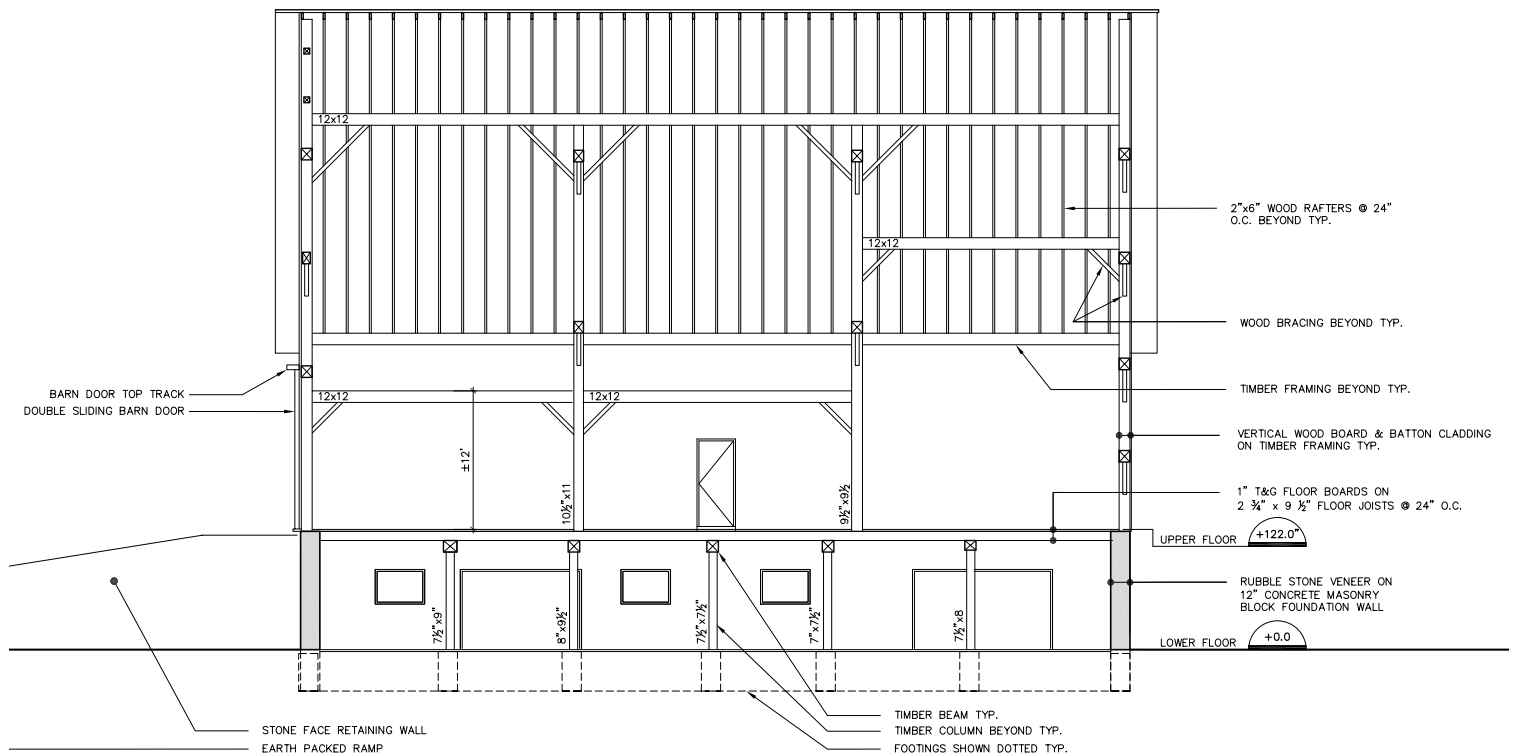 12x12
2"x6" WOOD RAFTERS @ 24"
O.C. BEYOND TYP.
12x12
WOOD BRACING BEYOND TYP.
BARN DOOR TOP TRACK
DOUBLE SLIDING BARN DOOR
12x12
12x12
TIMBER FRAMING BEYOND TYP.
VERTICAL WOOD BOARD & BATTON CLADDING
ON TIMBER FRAMING TYP.
±12'
10½"x11
9½"x9½
1" T&G FLOOR BOARDS ON
2 ¾" x 9 ½" FLOOR JOISTS @ 24" O.C.
UPPER FLOOR
+122.0"
RUBBLE STONE VENEER ON
12" CONCRETE MASONRY
BLOCK FOUNDATION WALL
7½"x9"
8"x9½"
7½"x7½"
7"x7½"
7½"x8
LOWER FLOOR
+0.0
STONE FACE RETAINING WALL
EARTH PACKED RAMP
TIMBER BEAM TYP.
TIMBER COLUMN BEYOND TYP.
FOOTINGS SHOWN DOTTED TYP.